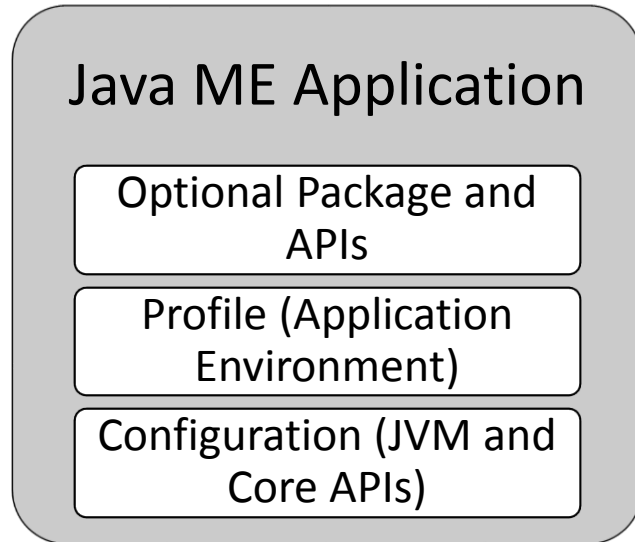 Java ME Application
Optional Package and
APIs
Profile (Application
Environment)
Configuration (JVM and
Core APIs)